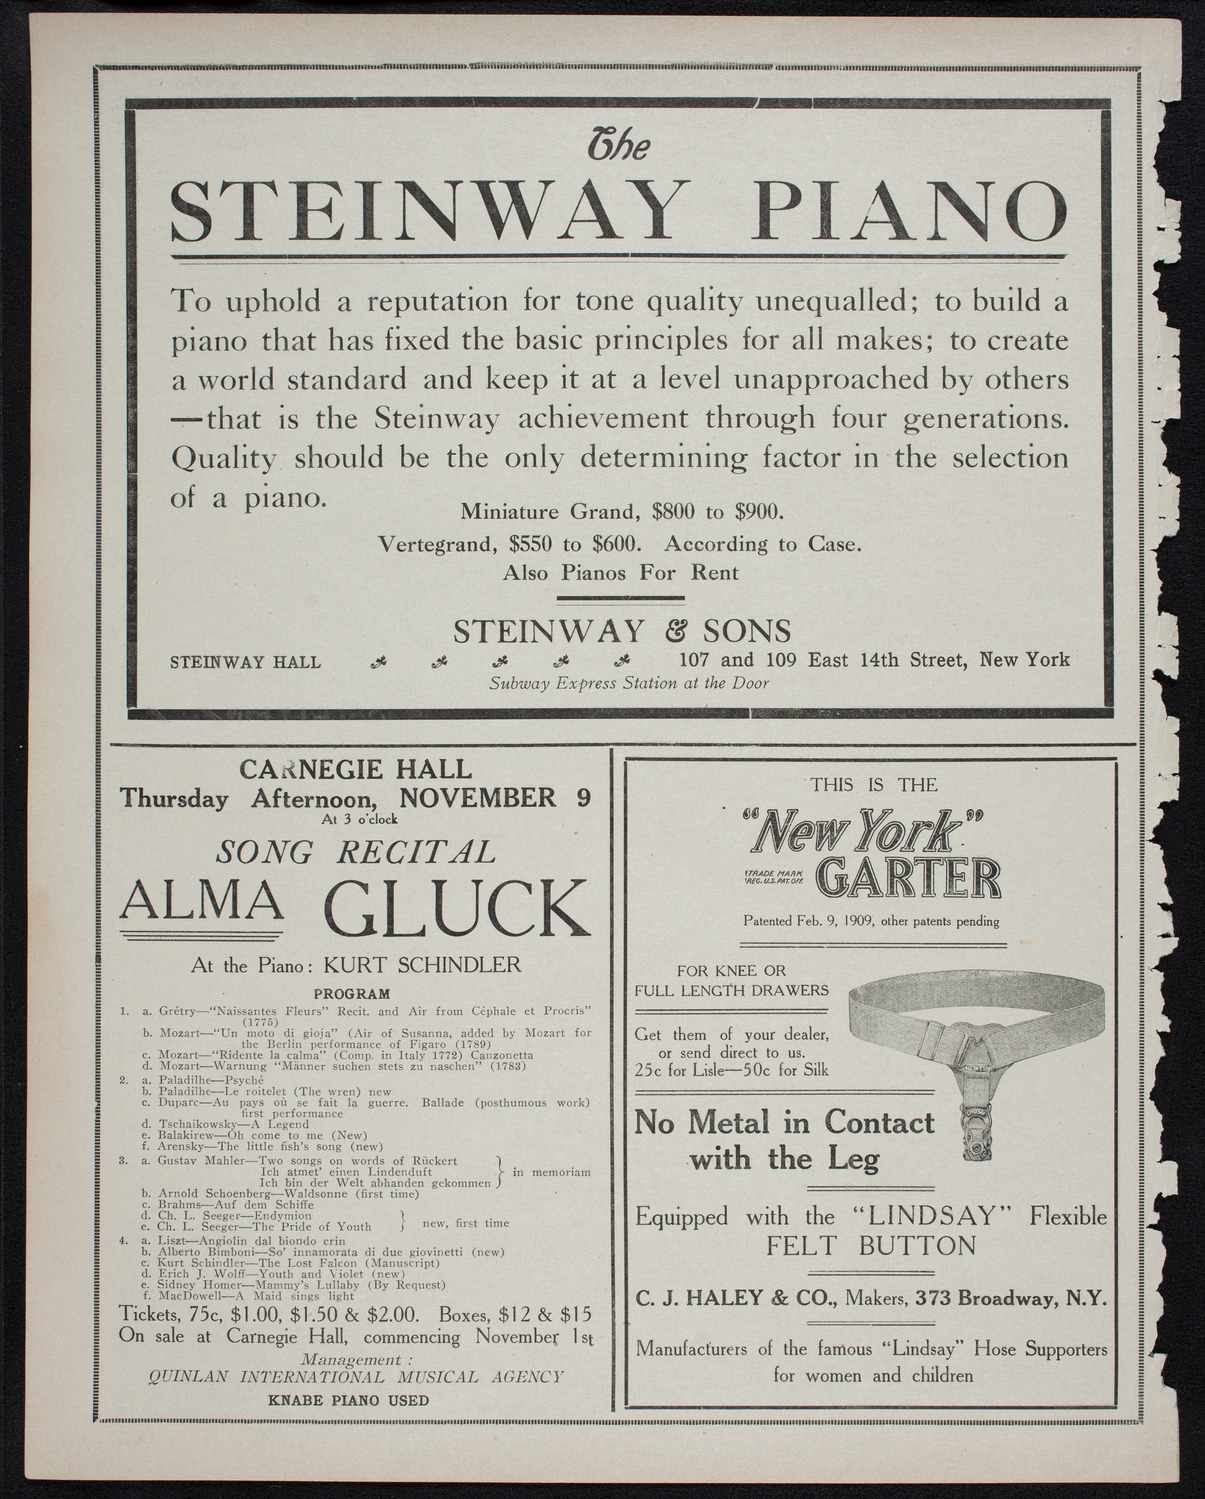 The
STEINWAY PIANO
To uphold a reputation for tone quality unequalled; to build a
piano that has fixed the basic principles for all makes; to create
a world standard and keep it at a level unapproached by others
—that is the Steinway achievement through four generations.
Quality should be the only determining factor in the selection
of a piano.
Miniature Grand, $800 to $900.
Vertegrand, $550 to $600. According to Case.
Also Pianos For Rent
STEINWAY & SONS
STEINWAY HALL 107 and 109 East 14th Street, New York
Subway Express Station at the Door
CARNEGIE HALL
Thursday Afternoon, NOVEMBER 9
At 3 o'clock
SONG RECITAL
ALMA GLUCK
At the Piano: KURT SCHINDLER
PROGRAM
1. a. Grétry—"Naissantes Fleurs" Recit. and Air from Céphale et Procris"
(1775)
b. Mozart—"Un moto di gioja" (Air of Susanna, added by Mozart for
the Berlin performance of Figaro (1789)
c. Mozart—"Ridente la calma" (Comp. in Italy 1772) Canzonetta
d. Mozart—Warnung "Männer suchen stets zu naschen" (1783)
2. a. Paladilhe—Psyché
b. Paladilhe—Le roitelet (The wren) new
c. Duparc—Au pays où se fait la guerre. Ballade (posthumous work)
first performance
d. Tschaikowsky—A Legend
e. Balakirew—Oh come to me (New)
f. Arensky—The little fish's song (new)
3. a. Gustav Mahler—Two songs on words of Rückert
Ich atmet' einen Lindenduft
Ich bin der Welt abhanden gekommen
} in memoriam
b. Arnold Schoenberg—Waldsonne (first time)
c. Brahms—Auf dem Schiffe
d. Ch. L. Seeger—Endymion
e. Ch. L. Seeger—The Pride of Youth
} new, first time
4. a. Liszt—Angiolin dal biondo crin
b. Alberto Bimboni—So' innamorata di due giovinetti (new)
c. Kurt Schindler—The Lost Falcon (Manuscript)
d. Erich J. Wolff—Youth and Violet (new)
e. Sidney Homer—Mammy's Lullaby (By Request)
f. MacDowell—A Maid sings light
Tickets, 75c, $1.00, $1.50 & $2.00. Boxes, $12 & $15
On sale at Carnegie Hall, commencing November 1st
Management:
QUINLAN INTERNATIONAL MUSICAL AGENCY
KNABE PIANO USED
THIS IS THE
"New York"
GARTER
TRADE MARK
REG. U.S. PAT. OFF.
Patented Feb. 9, 1909, other patents pending
FOR KNEE OR
FULL LENGTH DRAWERS
Get them of your dealer,
or send direct to us.
25c for Lisle—50c for Silk
No Metal in Contact
with the Leg
Equipped with the "LINDSAY" Flexible
FELT BUTTON
C. J. HALEY & CO., Makers, 373 Broadway, N.Y.
Manufacturers of the famous "Lindsay" Hose Supporters
for women and children